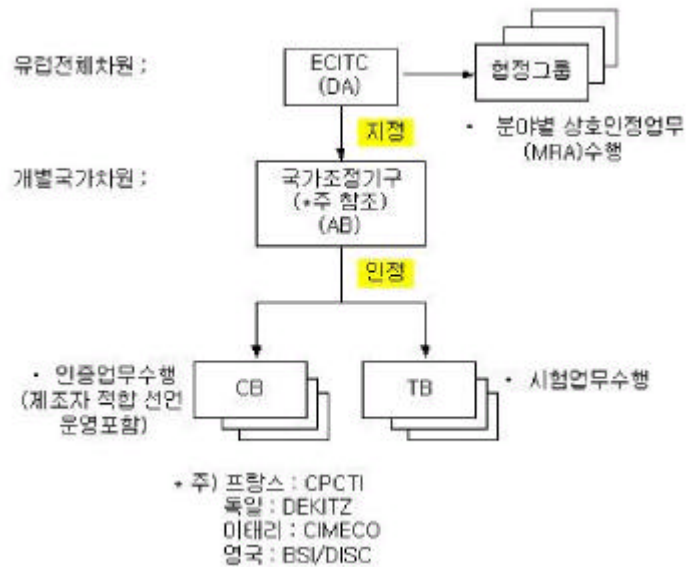 유럽전체차원 ;
ECITC
(DA)
협정그룹
지정
• 분야별 상호인정업무
(MRA)수행
개별국가차원 ;
국가조정기구
(*주 참조)
(AB)
인정
• 인증업무수행
(제조자 적합 선언
운영포함)
CB
TB
• 시험업무수행
* 주) 프랑스 : CPCTI
독일 : DEKITZ
이태리 : CIMECO
영국 : BSI/DISC